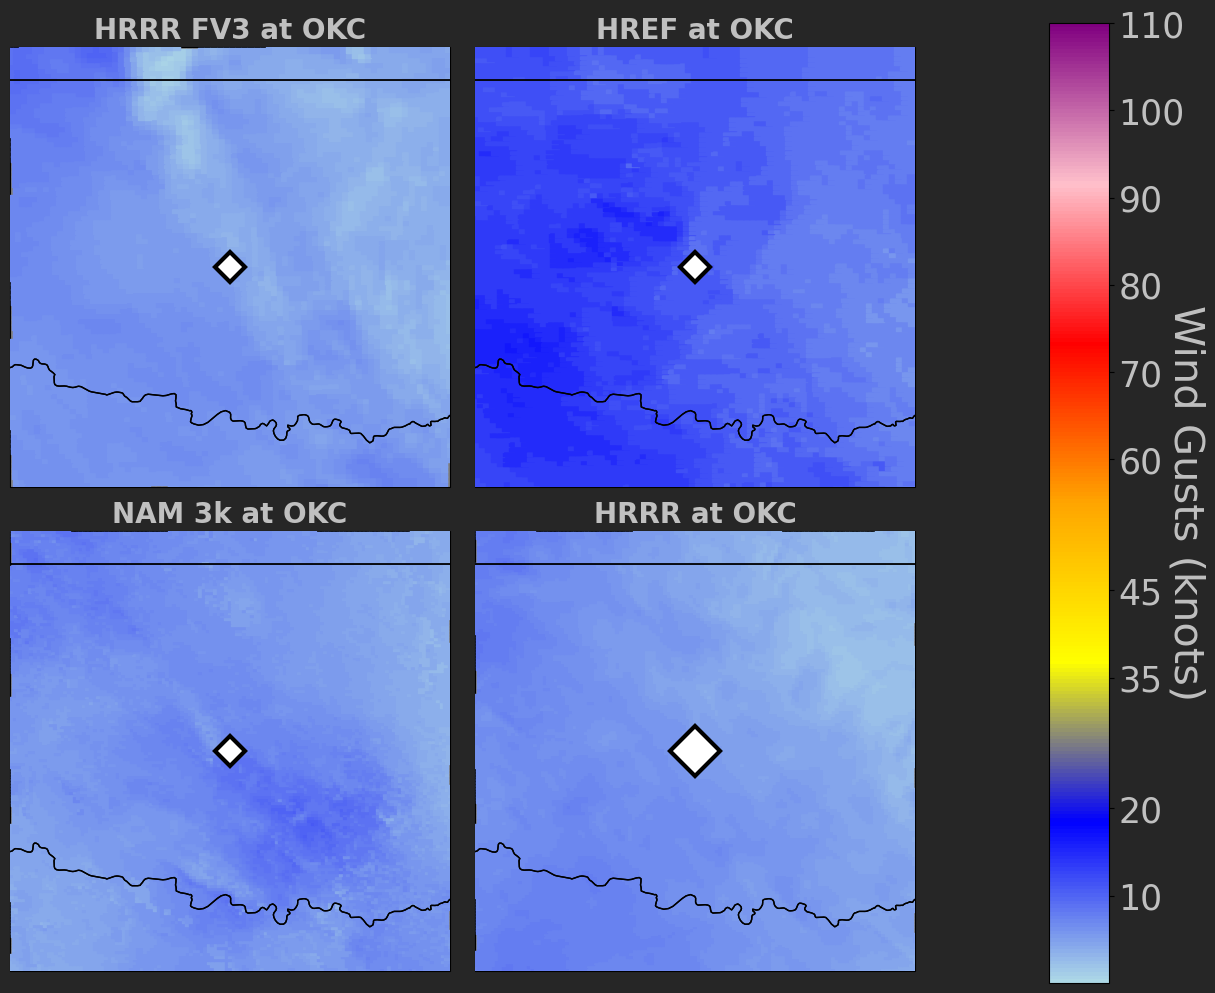 HRRR FV3 at OKC
HREF at OKC
NAM 3k at OKC
HRRR at OKC
110
100
90
80
70
60
45
35
20
10
Wind Gusts (knots)